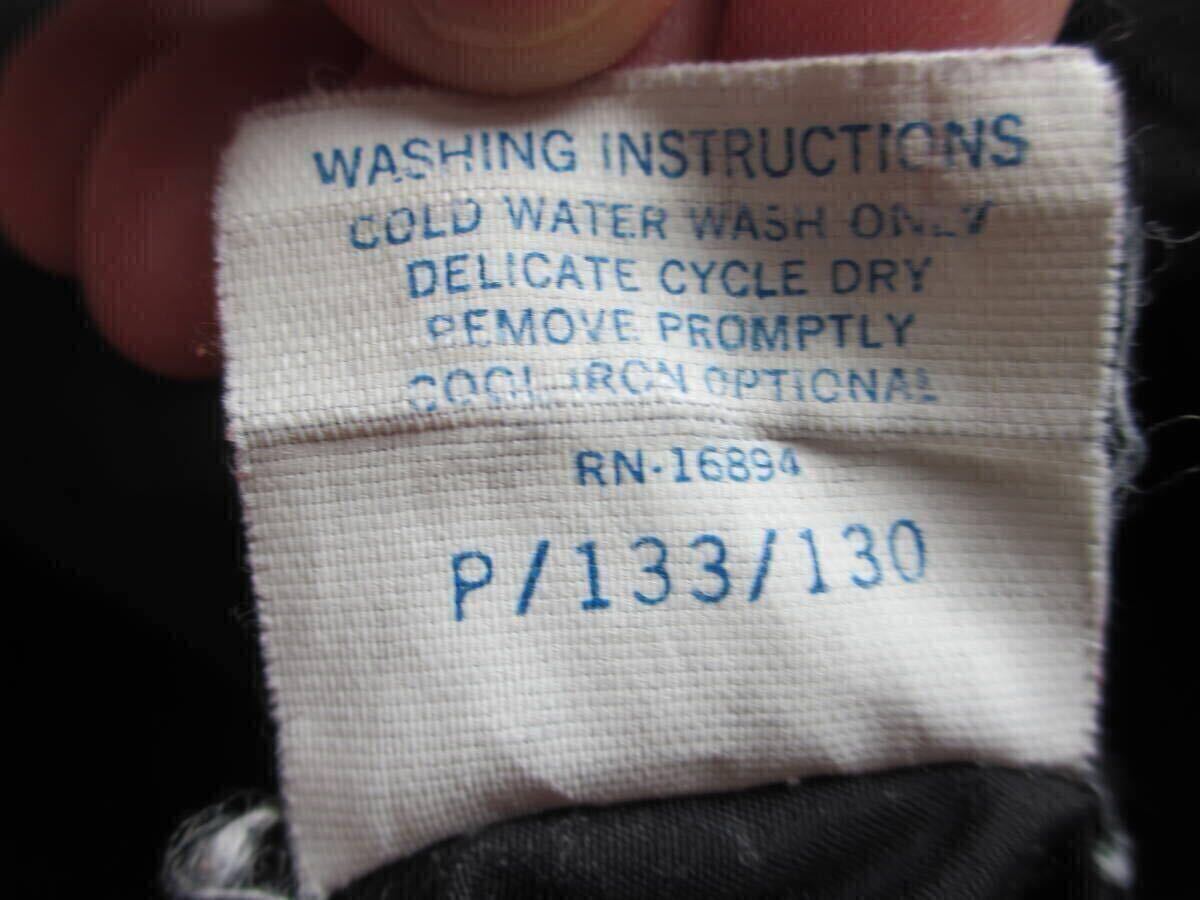 WASHING INSTRUCTIONS
COLD WATER WASH ONLY
DELICATE CYCLE DRY
REMOVE PROMPTLY
COOL IRON OPTIONAL
RN-16894
P/133/130